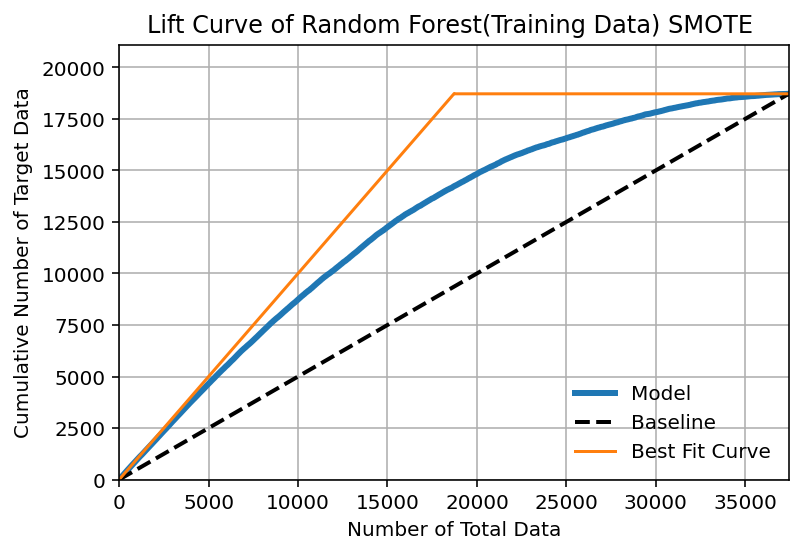 Lift Curve of Random Forest(Training Data) SMOTE
Cumulative Number of Target Data
20000
17500
15000
12500
10000
7500
5000
2500
0
Model
Baseline
Best Fit Curve
0 5000 10000 15000 20000 25000 30000 35000
Number of Total Data